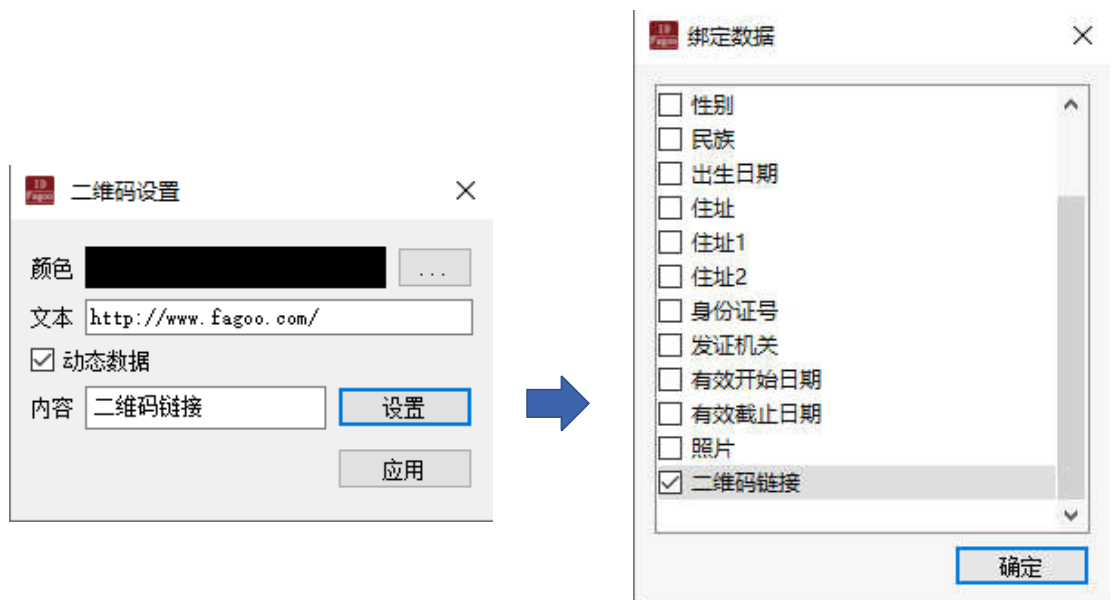 二维码设置
颜色
...
文本 http://www.fagoo.com/
动态数据
内容 二维码链接 设置
应用
绑定数据
性别
民族
出生日期
住址
住址1
住址2
身份证号
发证机关
有效开始日期
有效截止日期
照片
二维码链接
确定